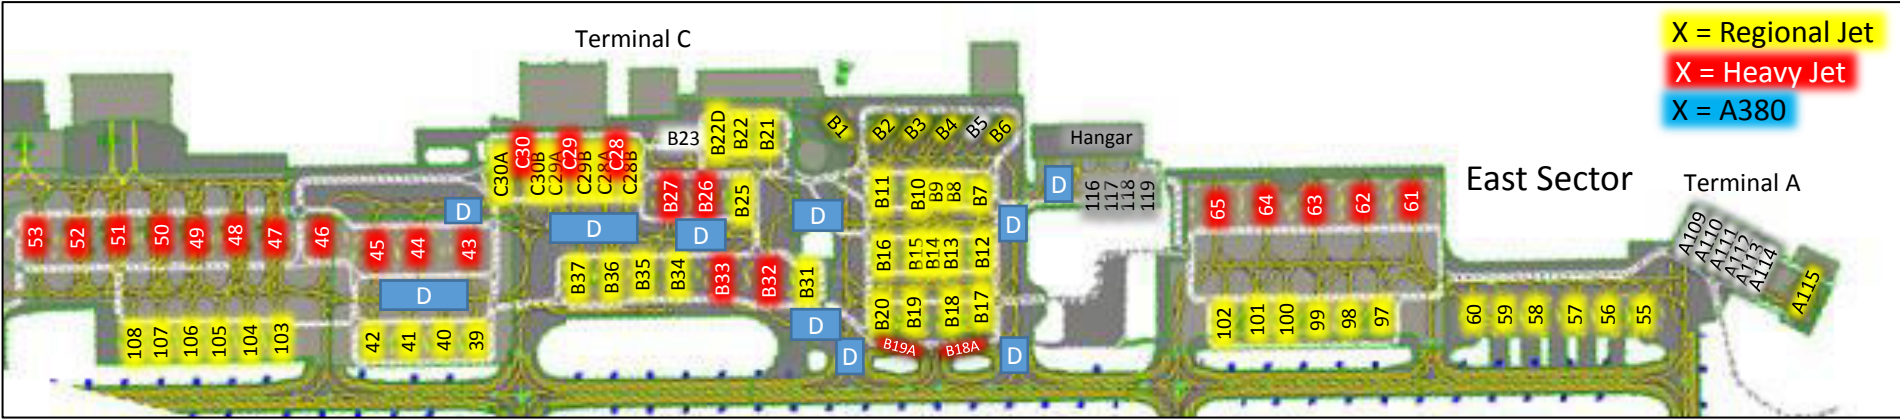 Terminal C
X = Regional Jet
X = Heavy Jet
X = A380
East Sector
Terminal A
Hangar
B23
B22D
B22
B21
B1
B2
B3
B4
B5
B6
C30A
C30
C30B
C29A
C29
C29B
C28A
C28
C28B
B27
B26
B25
B11
B10
B9
B8
B7
D
116
117
118
119
65
64
63
62
61
A109
A110
A111
A112
A113
A114
A115
53
52
51
50
49
48
47
46
45
44
43
D
D
D
D
D
B16
B15
B14
B13
B12
B37
B36
B35
B34
B33
B32
B31
D
B20
B19
B18
B17
108
107
106
105
104
103
42
41
40
39
D
D
B19A
B18A
D
102
101
100
99
98
97
60
59
58
57
56
55